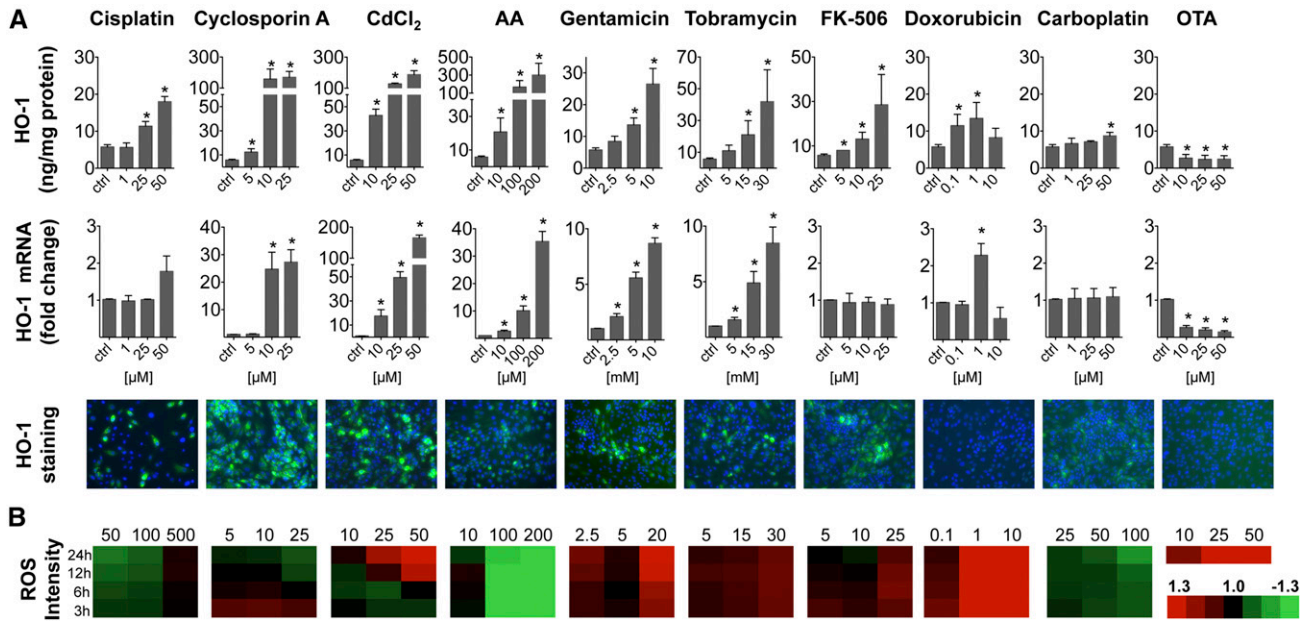 A
Cisplatin Cyclosporin A CdCl2 AA Gentamicin Tobramycin FK-506 Doxorubicin Carboplatin OTA
HO-1
(ng/mg protein)
30 20 10 0
300 100 50 30 10
300 100 50 30 10
500 300 100 30 20 10
30 20 10 0
70 50 30 10
50 30 10
30 20 10 0
30 20 10 0
30 20 10 0
* * * * * * * * * * * * * * * * * * * * * * * *
ctrl 1 25 50
ctrl 5 10 25
ctrl 10 25 50
ctrl 10 100 200
ctrl 2.5 5 10
ctrl 5 15 30
ctrl 5 10 25
ctrl 0.1 1 10
ctrl 1 25 50
ctrl 10 25 50
HO-1 mRNA
(fold change)
3 2 1
40 30 20 10 0
200 100 50 30 10
40 30 20 10 0
10 5
10 5
3 2 1
3 2 1
3 2 1
3 2 1
* * * * * * * * * * * * * * * * * *
ctrl 1 25 50
ctrl 5 10 25
ctrl 10 25 50
ctrl 10 100 200
ctrl 2.5 5 10
ctrl 5 15 30
ctrl 5 10 25
ctrl 0.1 1 10
ctrl 1 25 50
ctrl 10 25 50
[µM] [µM] [µM] [µM] [mM] [mM] [µM] [µM] [µM] [µM]
HO-1
staining
B
50 100 500 5 10 25 10 25 50 10 100 200 2.5 5 20 5 15 30 5 10 25 0.1 1 10 25 50 100 10 25 50
ROS
Intensity
24h
12h
6h
3h
1.3 1.0 -1.3